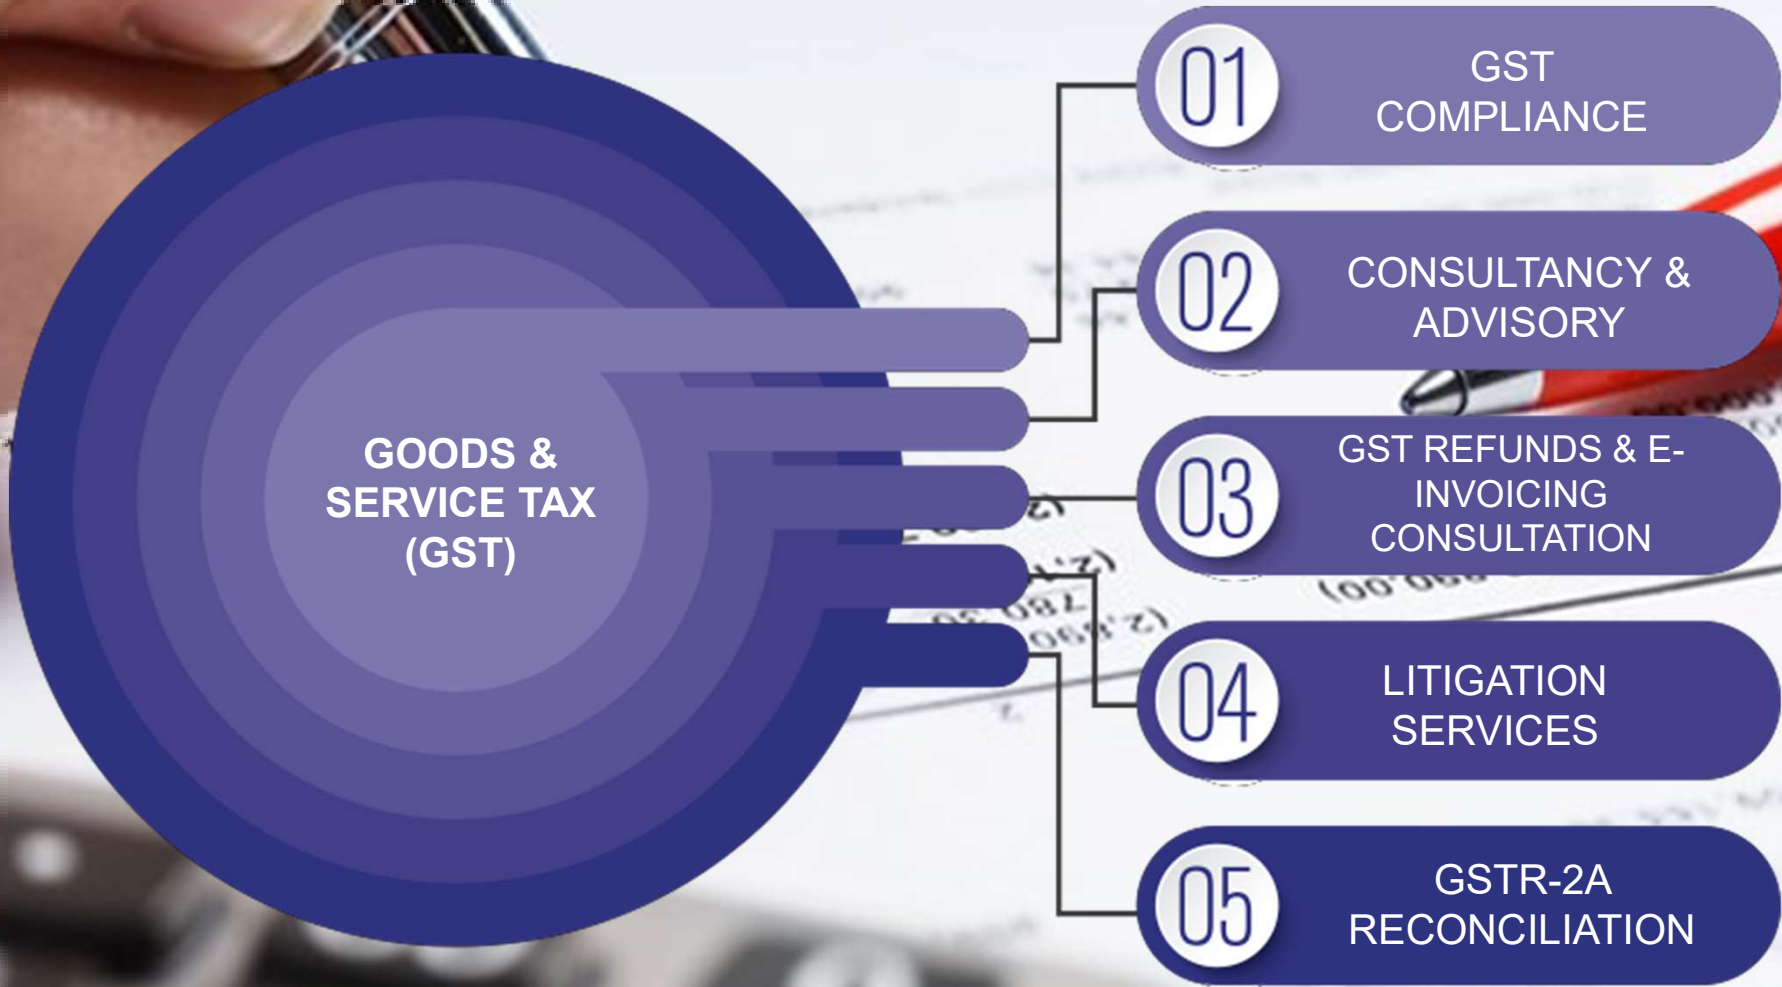 GOODS &
SERVICE TAX
(GST)
01
GST
COMPLIANCE
02
CONSULTANCY &
ADVISORY
03
GST REFUNDS & E-
INVOICING
CONSULTATION
04
LITIGATION
SERVICES
05
GSTR-2A
RECONCILIATION